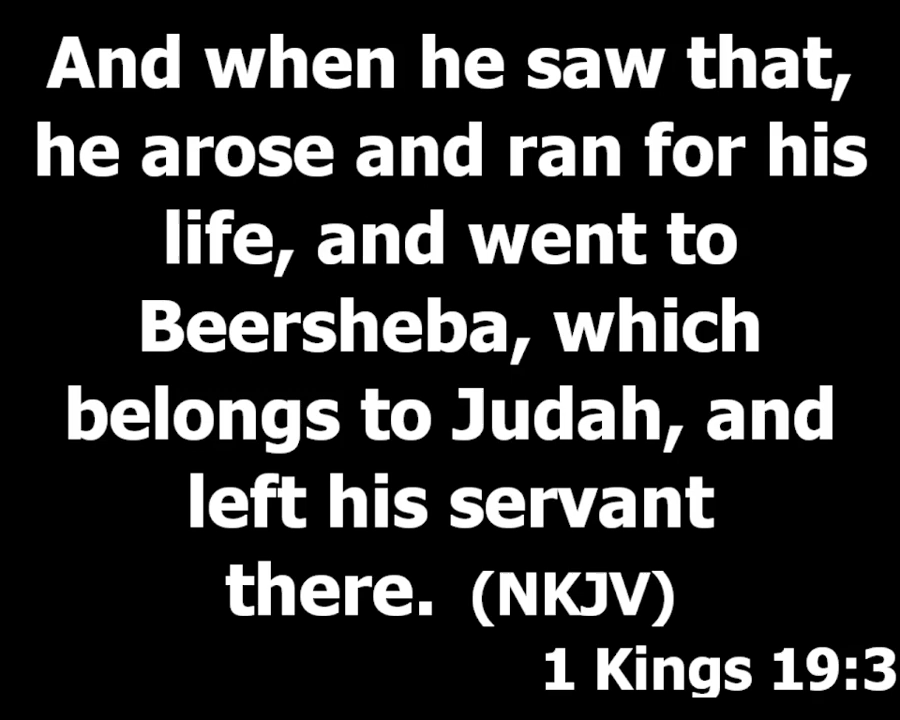 And when he saw that,
he arose and ran for his
life, and went to
Beersheba, which
belongs to Judah, and
left his servant
there. (NKJV)
1 Kings 19:3